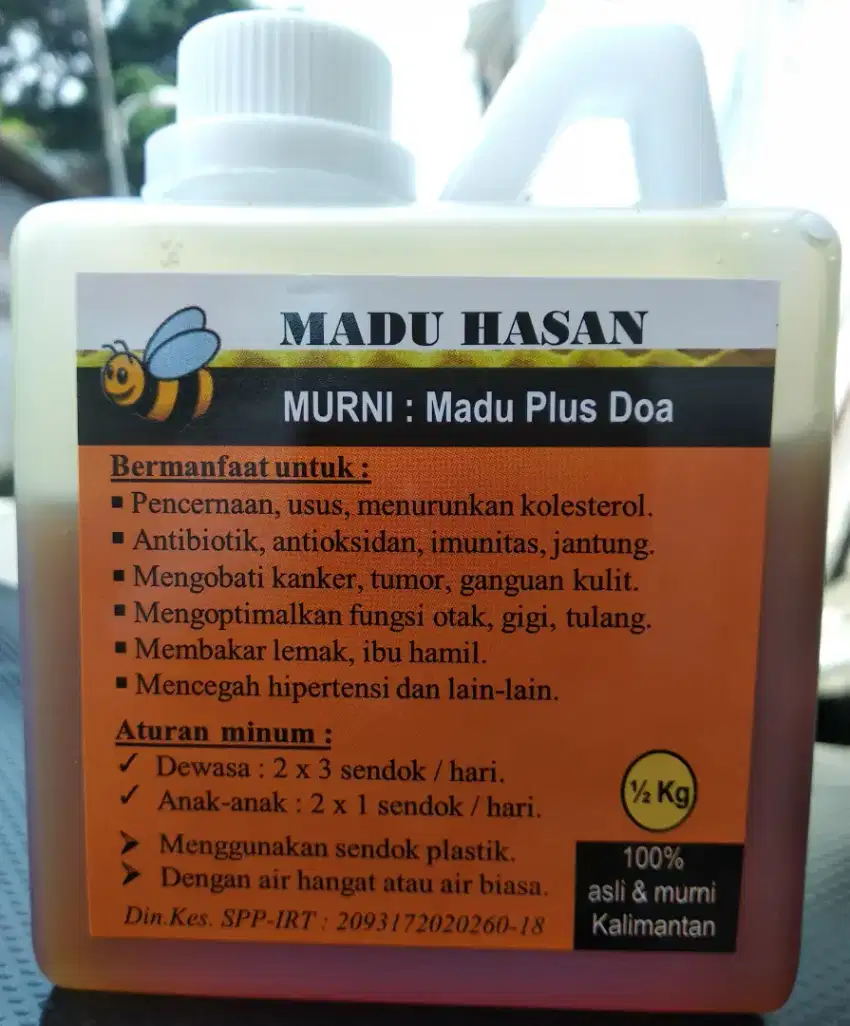 MADU HASAN
MURNI : Madu Plus Doa
Bermanfaat untuk :
▪ Pencernaan, usus, menurunkan kolesterol.
▪ Antibiotik, antioksidan, imunitas, jantung.
▪ Mengobati kanker, tumor, ganguan kulit.
▪ Mengoptimalkan fungsi otak, gigi, tulang.
▪ Membakar lemak, ibu hamil.
▪ Mencegah hipertensi dan lain-lain.
Aturan minum :
✓ Dewasa : 2 x 3 sendok / hari.
✓ Anak-anak : 2 x 1 sendok / hari.
➤ Menggunakan sendok plastik.
➤ Dengan air hangat atau air biasa.
Din.Kes. SPP-IRT : 2093172020260-18
½ Kg
100%
asli & murni
Kalimantan